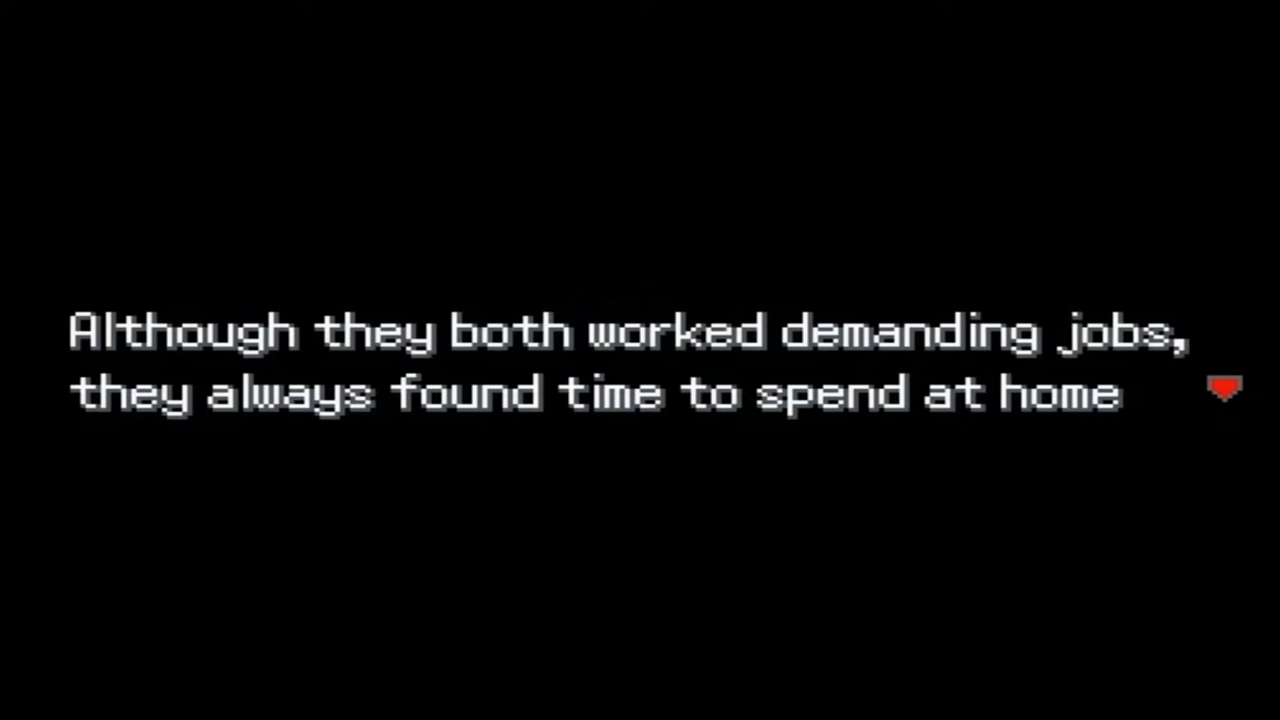 Although they both worked demanding jobs,
they always found time to spend at home